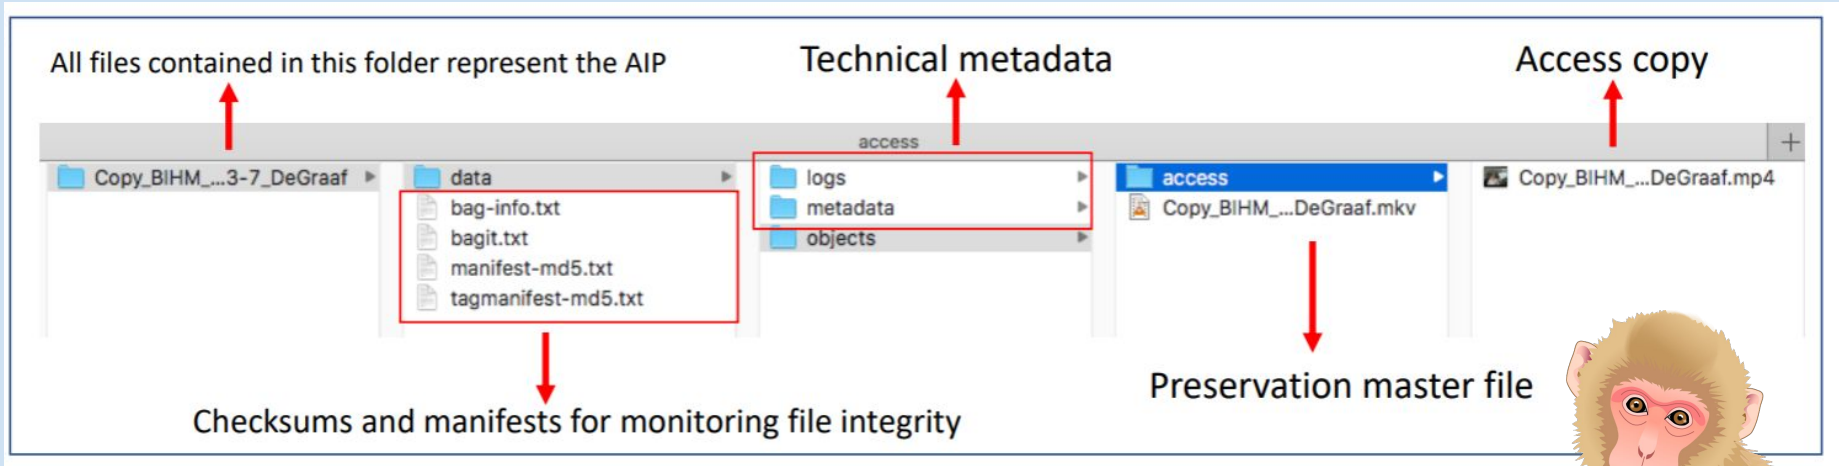 All files contained in this folder represent the AIP
Technical metadata
Access copy
access
+
Copy_BIHM_...3-7_DeGraaf
data
bag-info.txt
bagit.txt
manifest-md5.txt
tagmanifest-md5.txt
logs
metadata
objects
access
Copy_BIHM_...DeGraaf.mkv
Copy_BIHM_...DeGraaf.mp4
Preservation master file
Checksums and manifests for monitoring file integrity